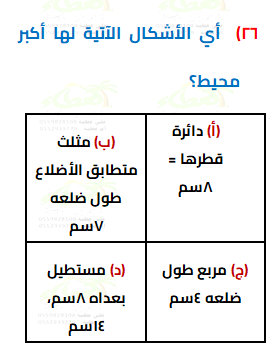 ٢٦) أي الأشكال الآتية لها أكبر
محيط؟
(أ) دائرة
قطرها =
٨سم
(ب) مثلث
متطابق الأضلاع
طول ضلعه
٧سم
(ج) مربع طول
ضلعه ٤سم
(د) مستطيل
بعداه ٨سم،
١٤سم